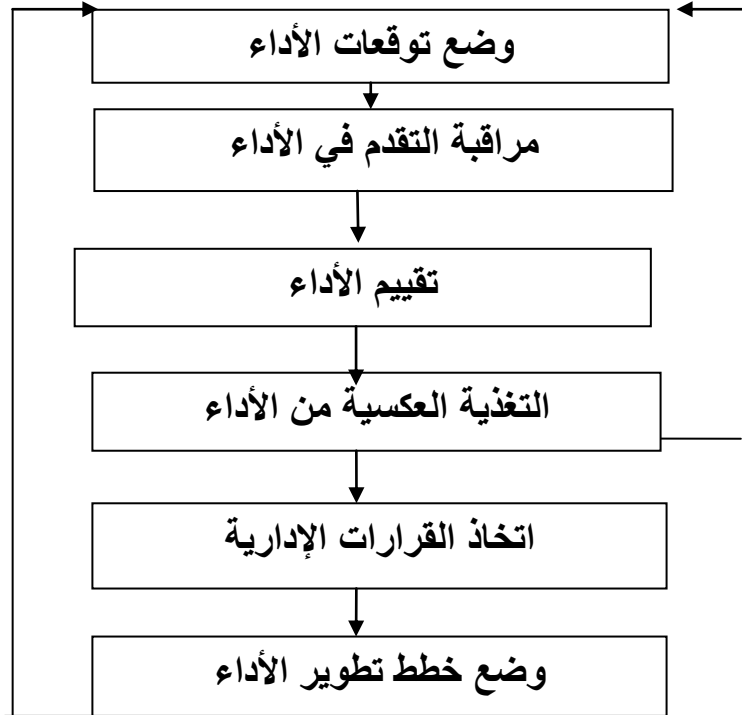 وضع توقعات الأداء
مراقبة التقدم في الأداء
تقييم الأداء
التغذية العكسية من الأداء
اتخاذ القرارات الإدارية
وضع خطط تطوير الأداء